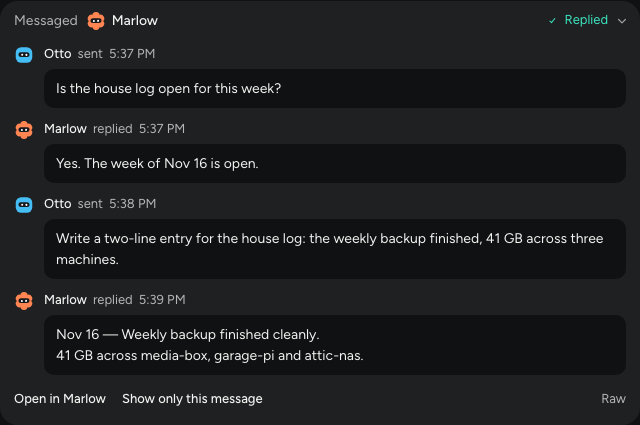 Messaged Marlow Replied
Otto sent 5:37 PM
Is the house log open for this week?
Marlow replied 5:37 PM
Yes. The week of Nov 16 is open.
Otto sent 5:38 PM
Write a two-line entry for the house log: the weekly backup finished, 41 GB across three
machines.
Marlow replied 5:39 PM
Nov 16 — Weekly backup finished cleanly.
41 GB across media-box, garage-pi and attic-nas.
Open in Marlow Show only this message Raw